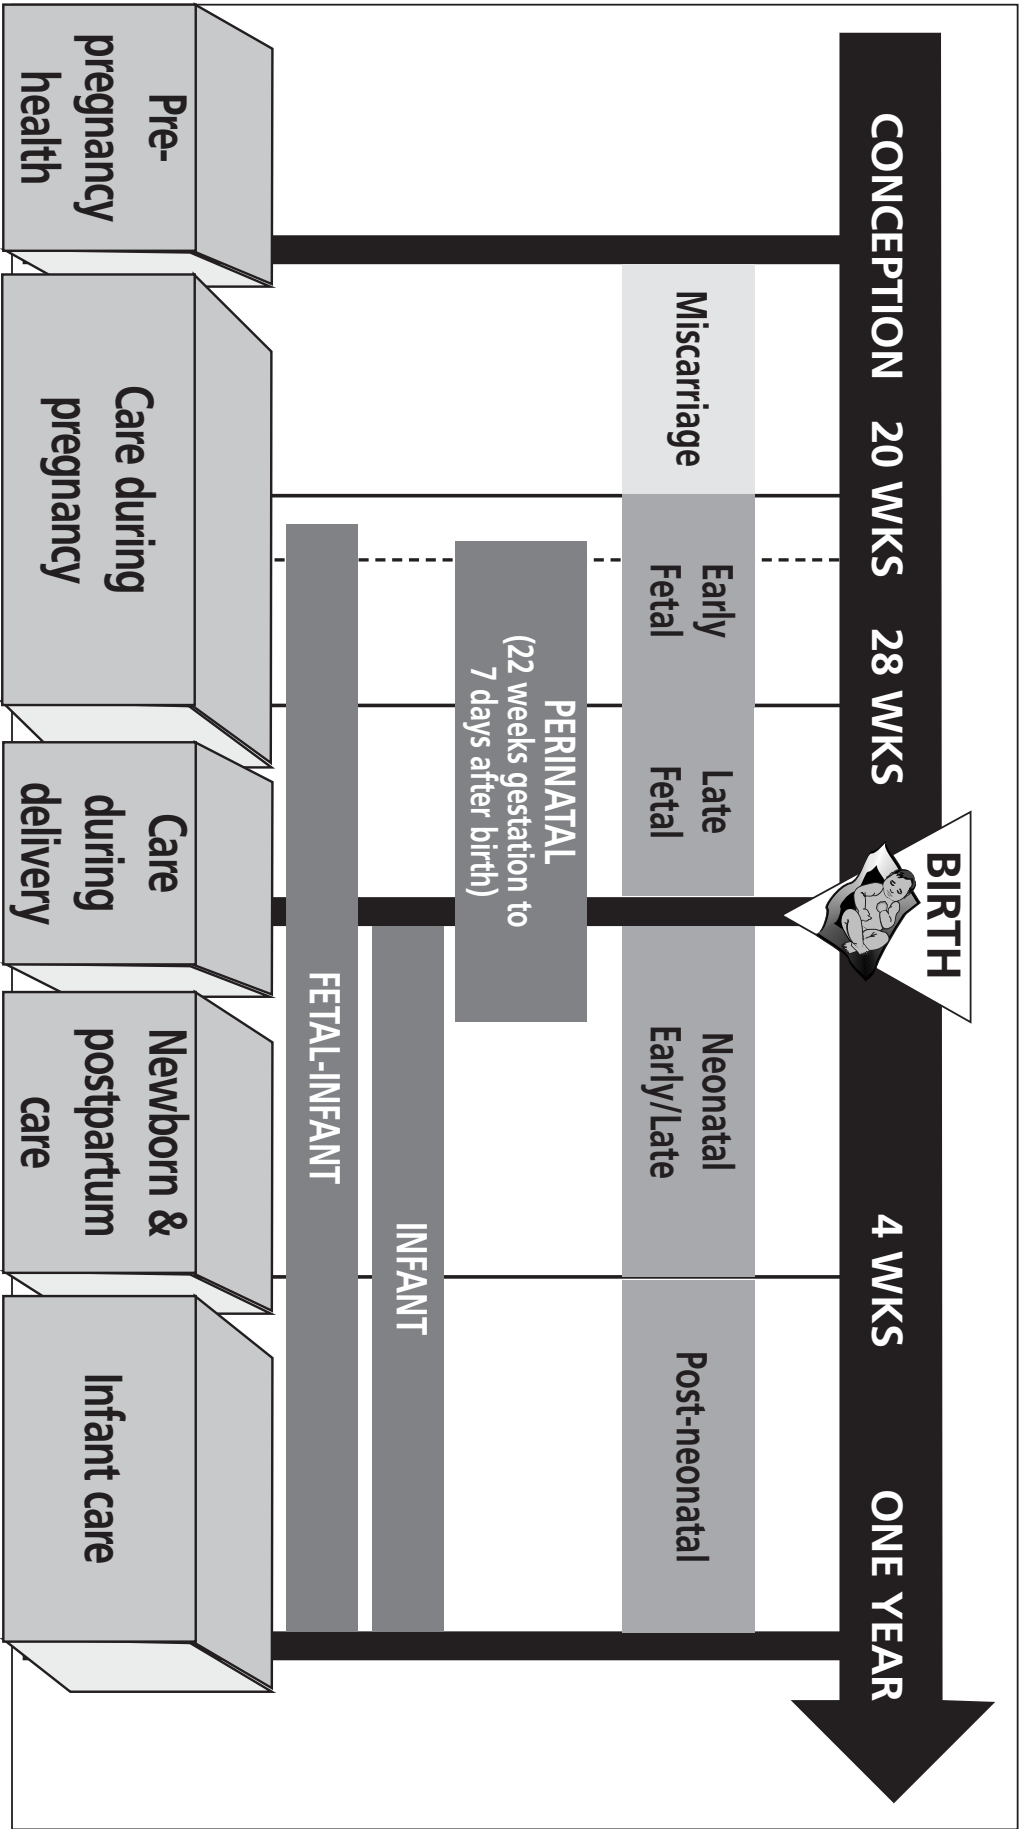 BIRTH
CONCEPTION 20 WKS 28 WKS 4 WKS ONE YEAR
Miscarriage
Early
Fetal
Late
Fetal
Neonatal
Early/Late
Post-neonatal
PERINATAL
(22 weeks gestation to
7 days after birth)
INFANT
FETAL-INFANT
Pre-
pregnancy
health
Care during
pregnancy
Care
during
delivery
Newborn &
postpartum
care
Infant care